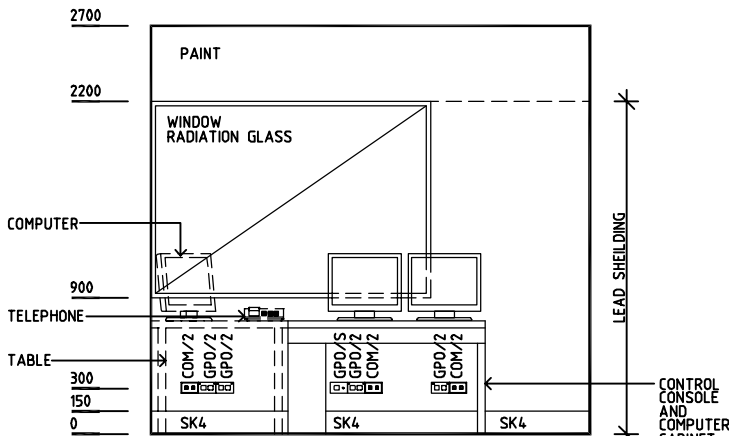 2700
PAINT
2200
WINDOW
RADIATION GLASS
COMPUTER
LEAD SHEILDING
900
TELEPHONE
TABLE
COM/2
GPO/2
GPO/2
GPO/S
GPO/2
COM/2
GPO/2
COM/2
300
150
0
SK4
SK4
SK4
CONTROL
CONSOLE
AND
COMPUTER
CABINET